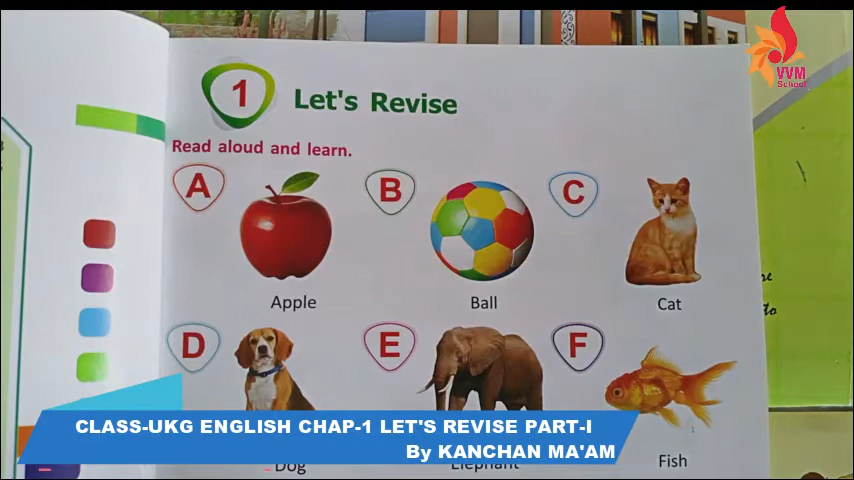 VVM
School
1 Let's Revise
Read aloud and learn.
A B C
Apple Ball Cat
D E F
Dog Elephant Fish
CLASS-UKG ENGLISH CHAP-1 LET'S REVISE PART-I
By KANCHAN MA'AM